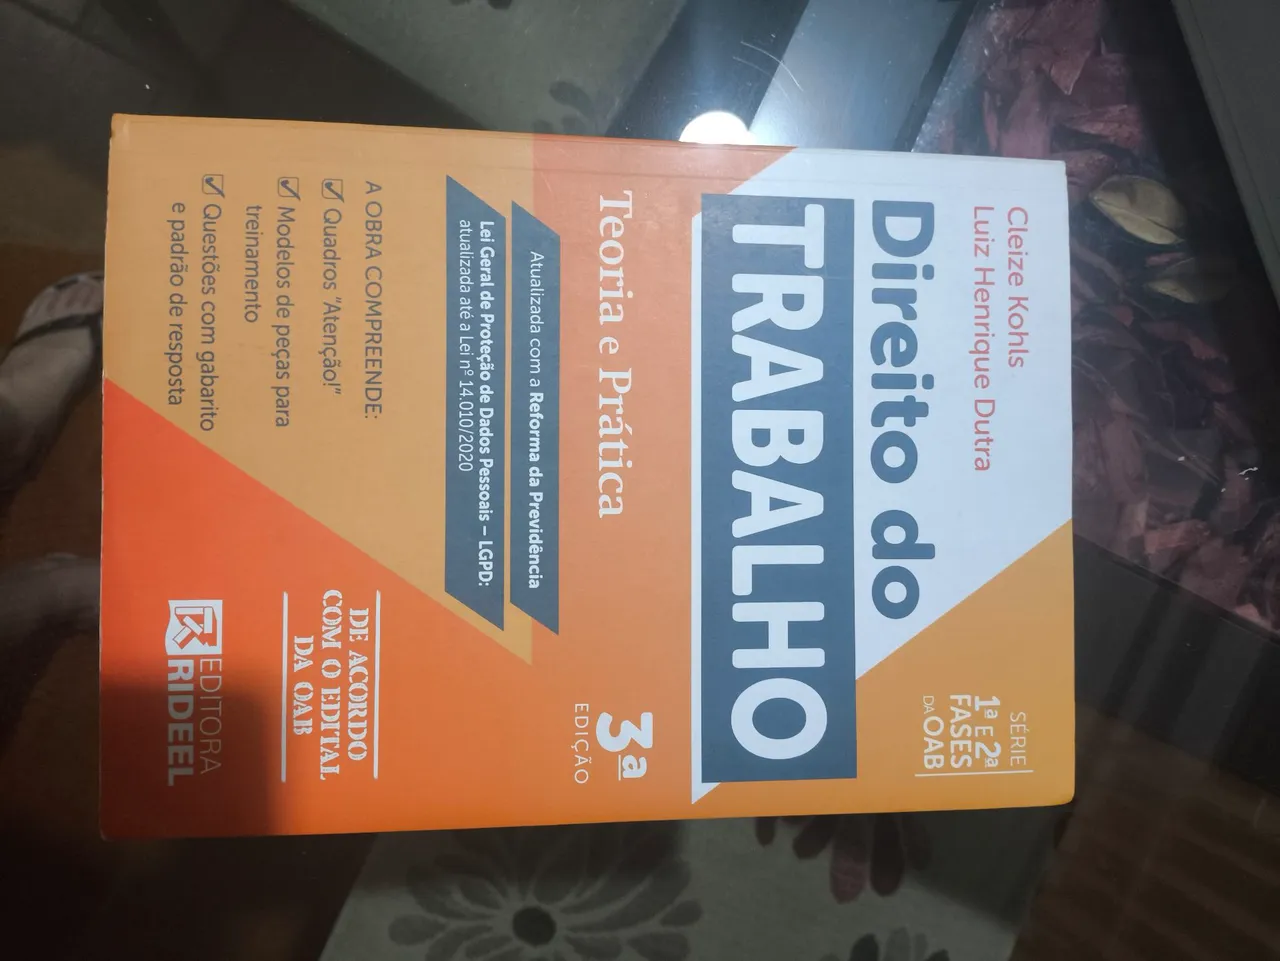 Cleize Kohls
Luiz Henrique Dutra
Direito do
TRABALHO
SÉRIE
1ª E 2ª
FASES
DA OAB
Teoria e Prática
3ª
EDIÇÃO
Atualizada com a Reforma da Previdência
Lei Geral de Proteção de Dados Pessoais – LGPD:
atualizada até a Lei nº 14.010/2020
A OBRA COMPREENDE:
Quadros "Atenção!"
Modelos de peças para
treinamento
Questões com gabarito
e padrão de resposta
DE ACORDO
COM O EDITAL
DA OAB
EDITORA
RIDEEL